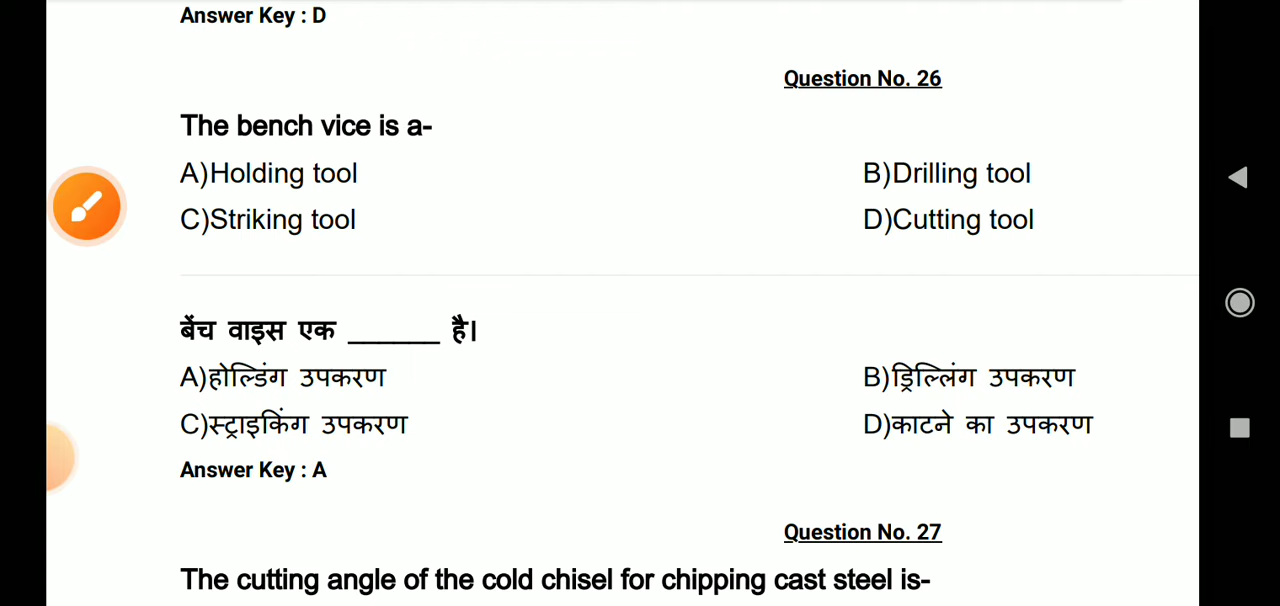 Answer Key : D
Question No. 26
The bench vice is a-
A)Holding tool B)Drilling tool
C)Striking tool D)Cutting tool
बेंच वाइस एक ______ है।
A)होल्डिंग उपकरण B)ड्रिल्लिंग उपकरण
C)स्ट्राइकिंग उपकरण D)काटने का उपकरण
Answer Key : A
Question No. 27
The cutting angle of the cold chisel for chipping cast steel is-